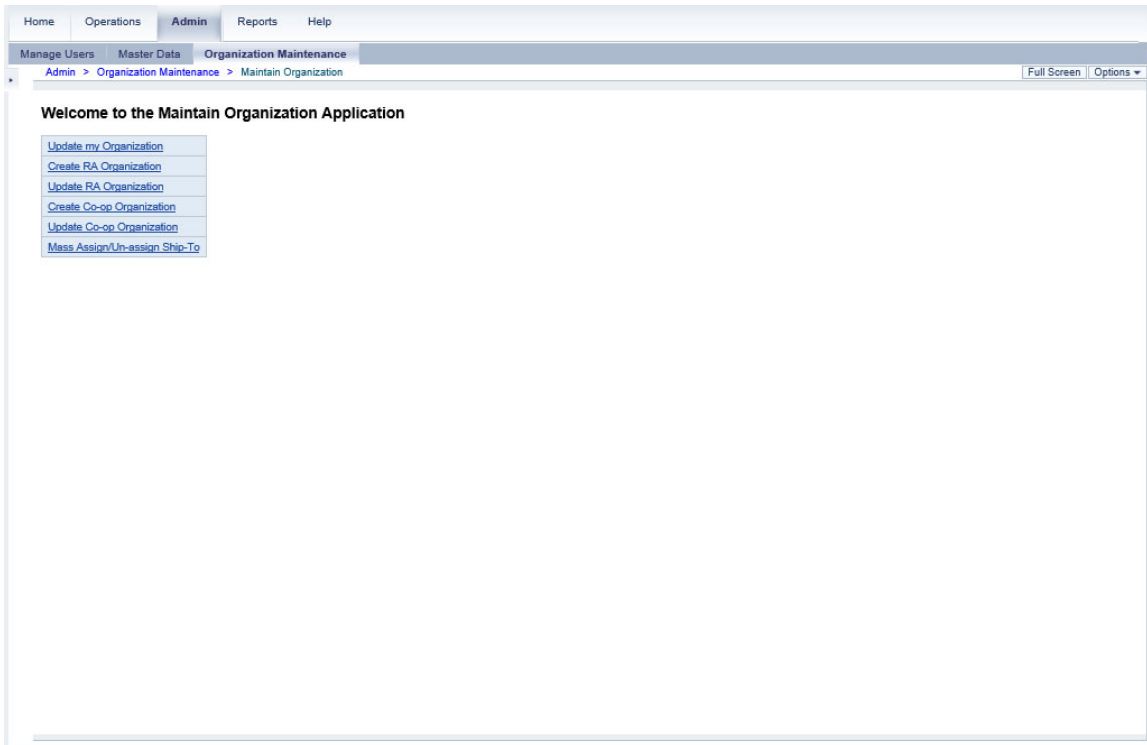 Home Operations Admin Reports Help
Manage Users Master Data Organization Maintenance
Admin > Organization Maintenance > Maintain Organization Full Screen Options
Welcome to the Maintain Organization Application
Update my Organization
Create RA Organization
Update RA Organization
Create Co-op Organization
Update Co-op Organization
Mass Assign/Un-assign Ship-To